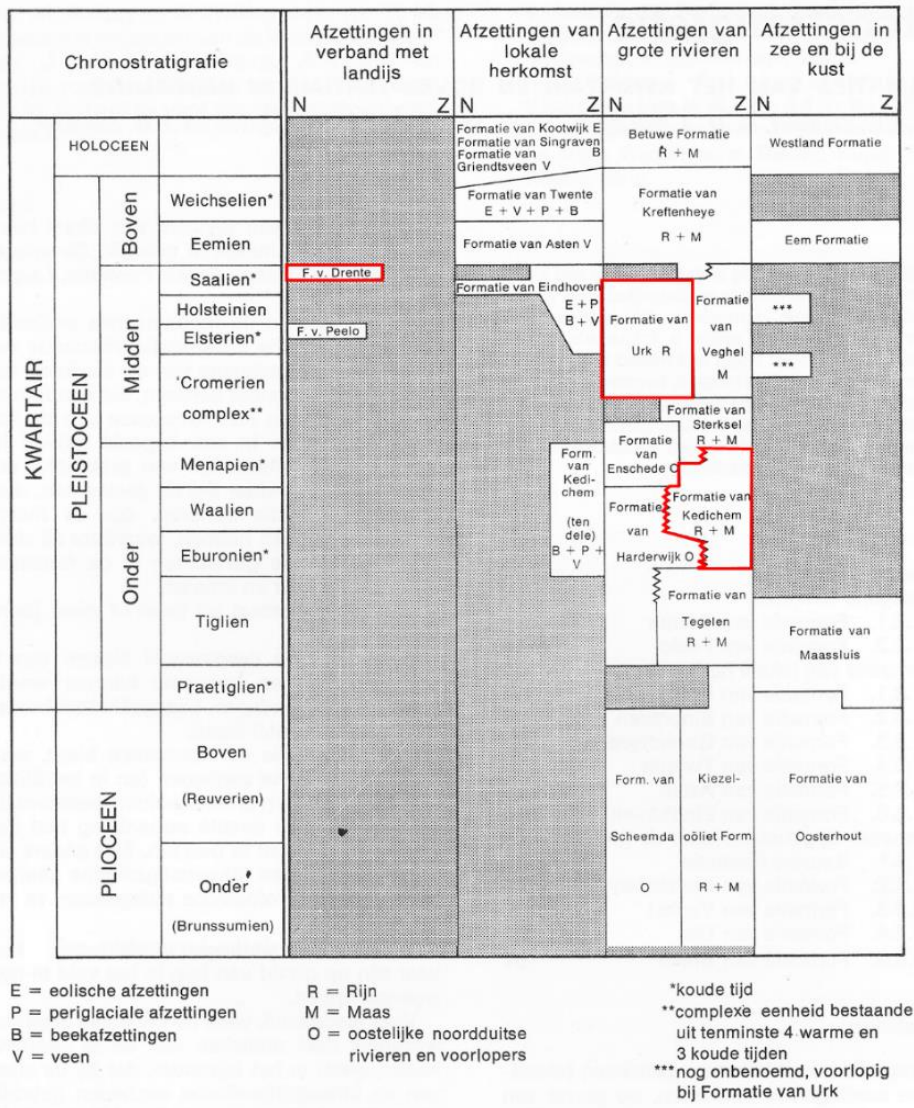 Chronostratigrafie
Afzettingen in
verband met
landijs
N Z
Afzettingen van
lokale
herkomst
N Z
Afzettingen van
grote rivieren
N Z
Afzettingen in
zee en bij de
kust
N Z
KWARTAIR
HOLOCEEN
PLEISTOCEEN
Boven
Weichselien*
Eemien
Midden
Saalien*
Holsteinien
Elsterien*
Cromerien
complex**
Onder
Menapien*
Waalien
Eburonien*
Tiglien
Praetiglien*
PLIOCEEN
Boven
(Reuverien)
Onder
(Brunssumien)
F. v. Drente
F. v. Peelo
Formatie van Kootwijk E
Formatie van Singraven
Formatie van B
Griendtsveen V
Formatie van Twente
E + V + P + B
Formatie van Asten V
Formatie van Eindhoven
E + P
B + V
Form.
van
Kedi-
chem
(ten
dele)
B + P +
V
Betuwe Formatie
R + M
Formatie van
Kreftenheye
R + M
Formatie van
Urk R
Formatie
van
Veghel
M
Formatie van
Sterksel
R + M
Formatie
van
Enschede O
Formatie van
Kedichem
R + M
Formatie
van
Harderwijk O
Formatie van
Tegelen
R + M
Form. van
Scheemda
O
Kiezel-
oöliet Form.
R + M
Westland Formatie
Eem Formatie
***
***
Formatie van
Maassluis
Formatie van
Oosterhout
E = eolische afzettingen
P = periglaciale afzettingen
B = beekafzettingen
V = veen
R = Rijn
M = Maas
O = oostelijke noordduitse
rivieren en voorlopers
*koude tijd
**complexe eenheid bestaande
uit tenminste 4 warme en
3 koude tijden
***nog onbenoemd, voorlopig
bij Formatie van Urk